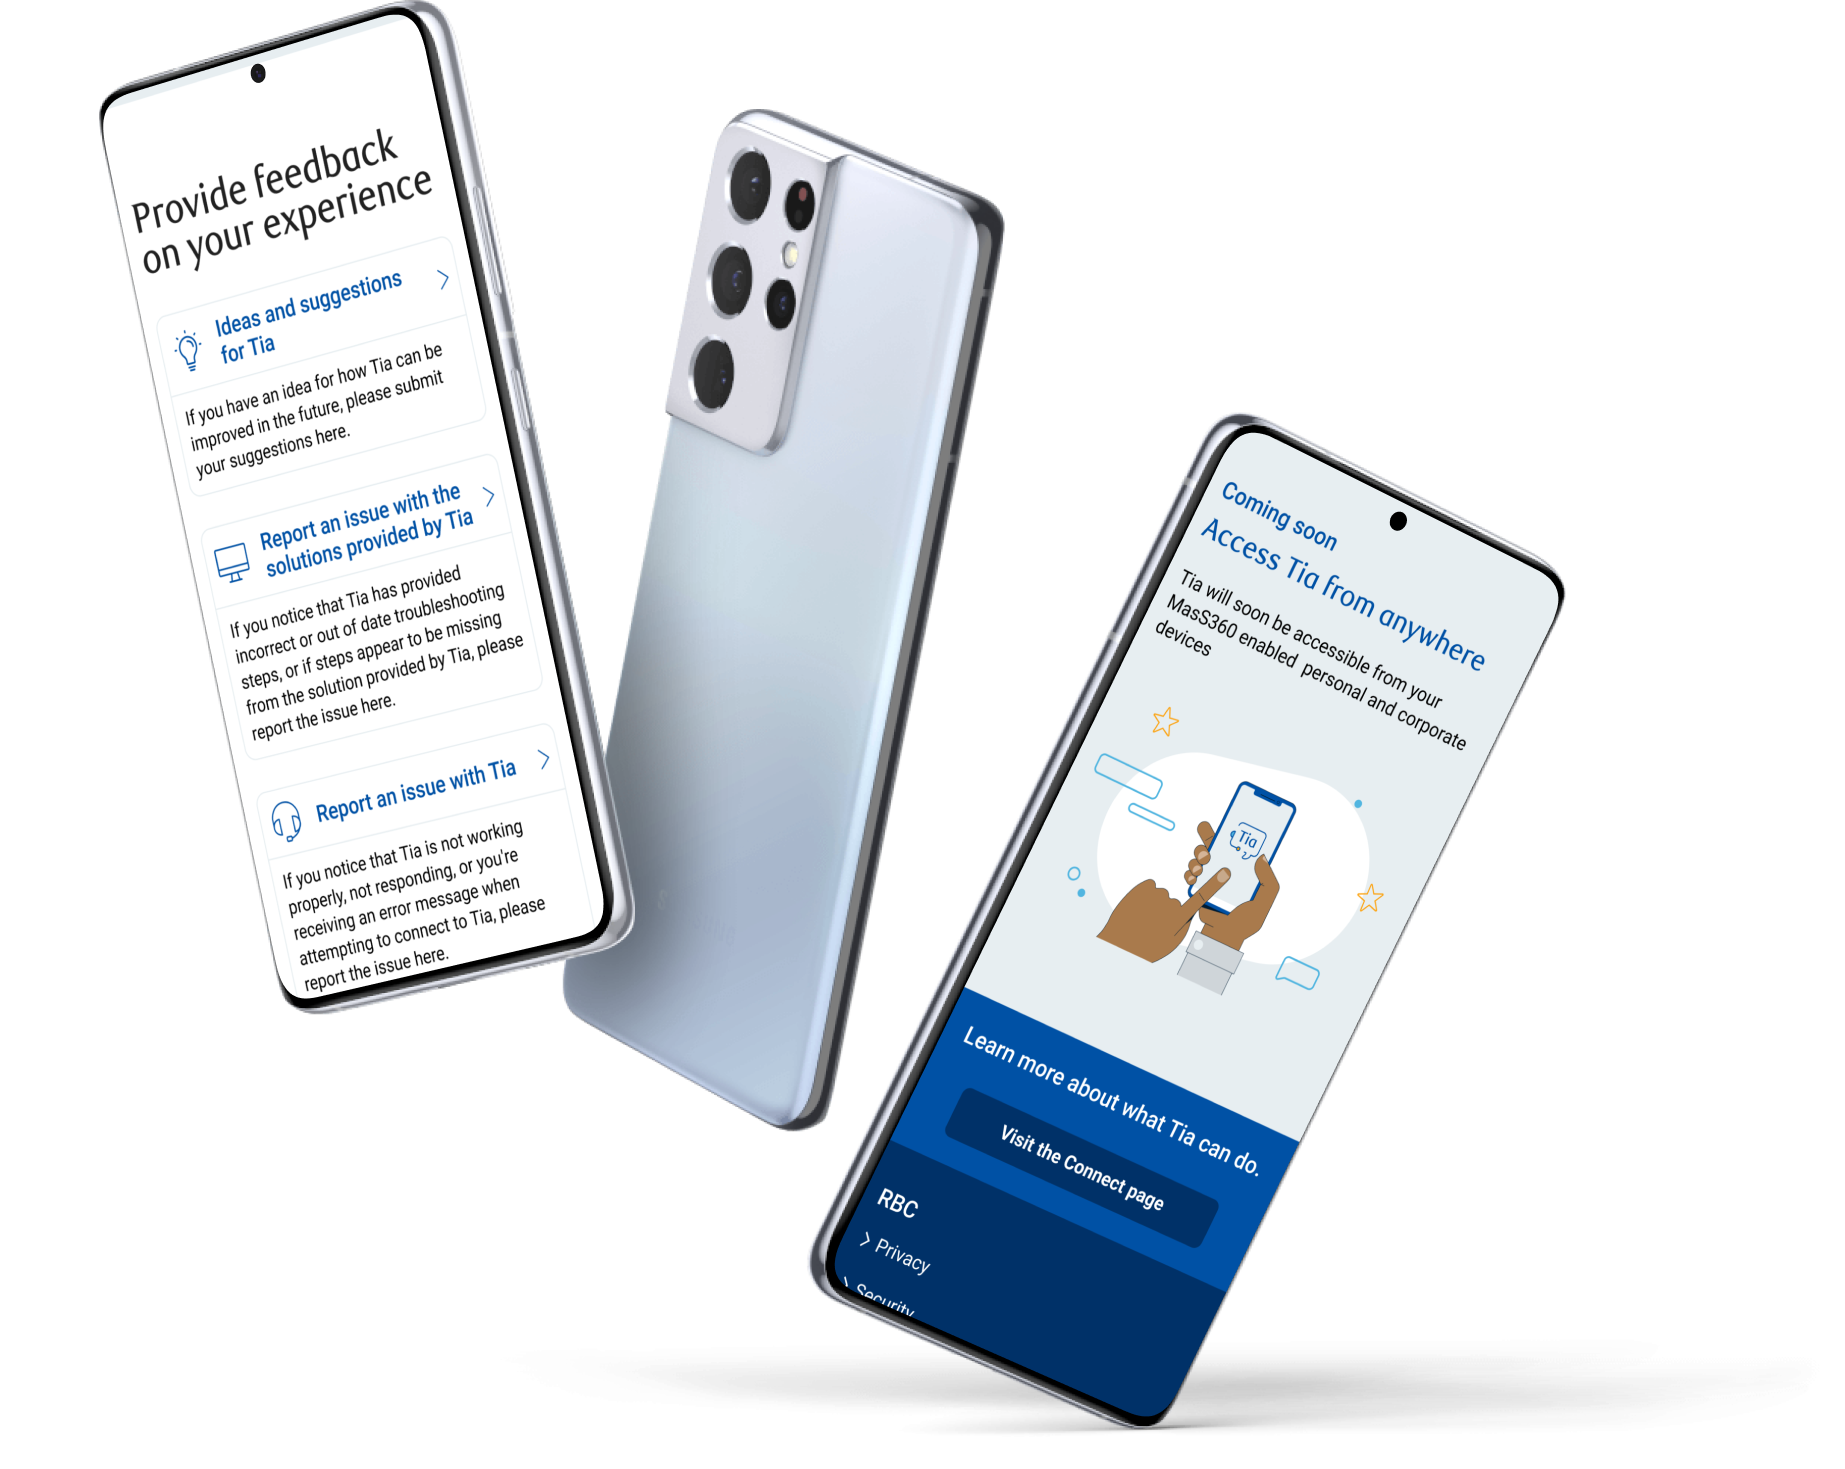 Provide feedback
on your experience
Ideas and suggestions
for Tia
If you have an idea for how Tia can be
improved in the future, please submit
your suggestions here.
Report an issue with the
solutions provided by Tia
If you notice that Tia has provided
incorrect or out of date troubleshooting
steps, or if steps appear to be missing
from the solution provided by Tia, please
report the issue here.
Report an issue with Tia
If you notice that Tia is not working
properly, not responding, or you're
receiving an error message when
attempting to connect to Tia, please
report the issue here.
Coming soon
Access Tia from anywhere
Tia will soon be accessible from your
MasS360 enabled personal and corporate
devices
Tia
Learn more about what Tia can do.
Visit the Connect page
RBC
Privacy
Security